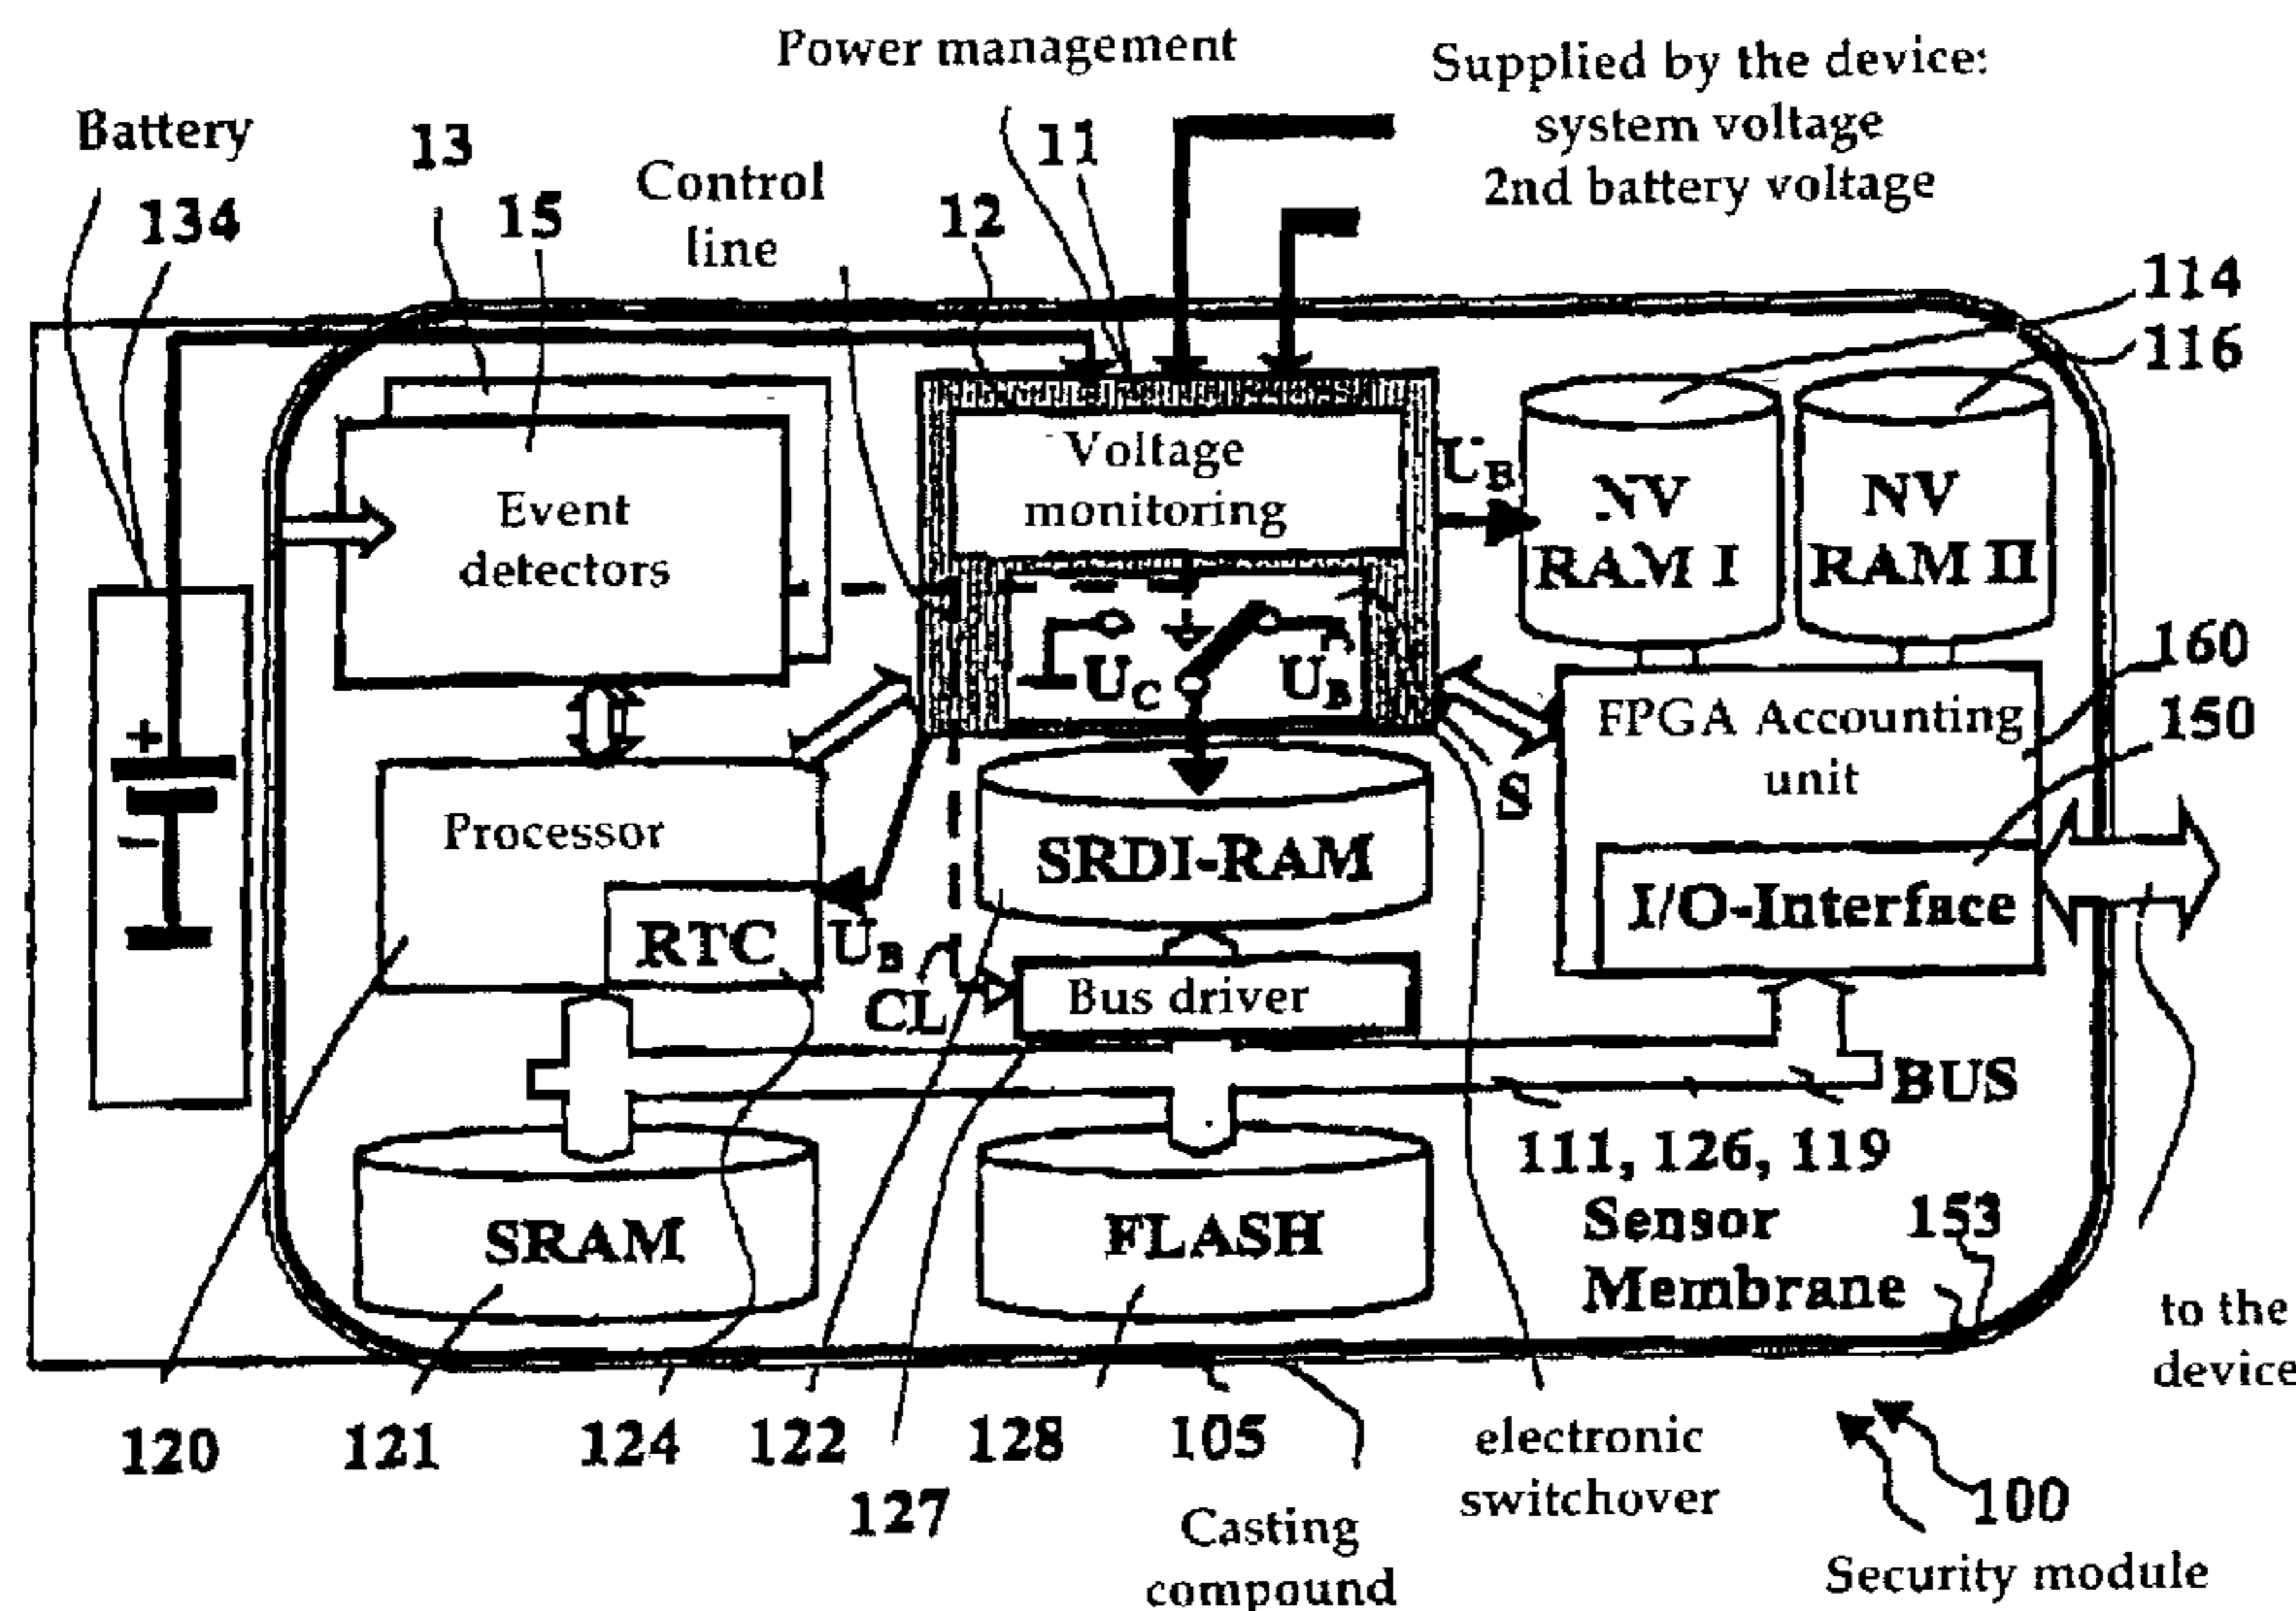 Power management
Supplied by the device:
system voltage
2nd battery voltage
Battery
134
13
15
Control
line
12
11
114
116
Event
detectors
Voltage
monitoring
UB
NV
RAM I
NV
RAM II
UC
UB
160
150
FPGA Accounting
unit
S
+
−
Processor
RTC
UB
SRDI-RAM
I/O-Interface
CL
Bus driver
BUS
111, 126, 119
SRAM
FLASH
Sensor
Membrane
153
to the
device
120
121
124
122
127
128
105
Casting
compound
electronic
switchover
100
Security module